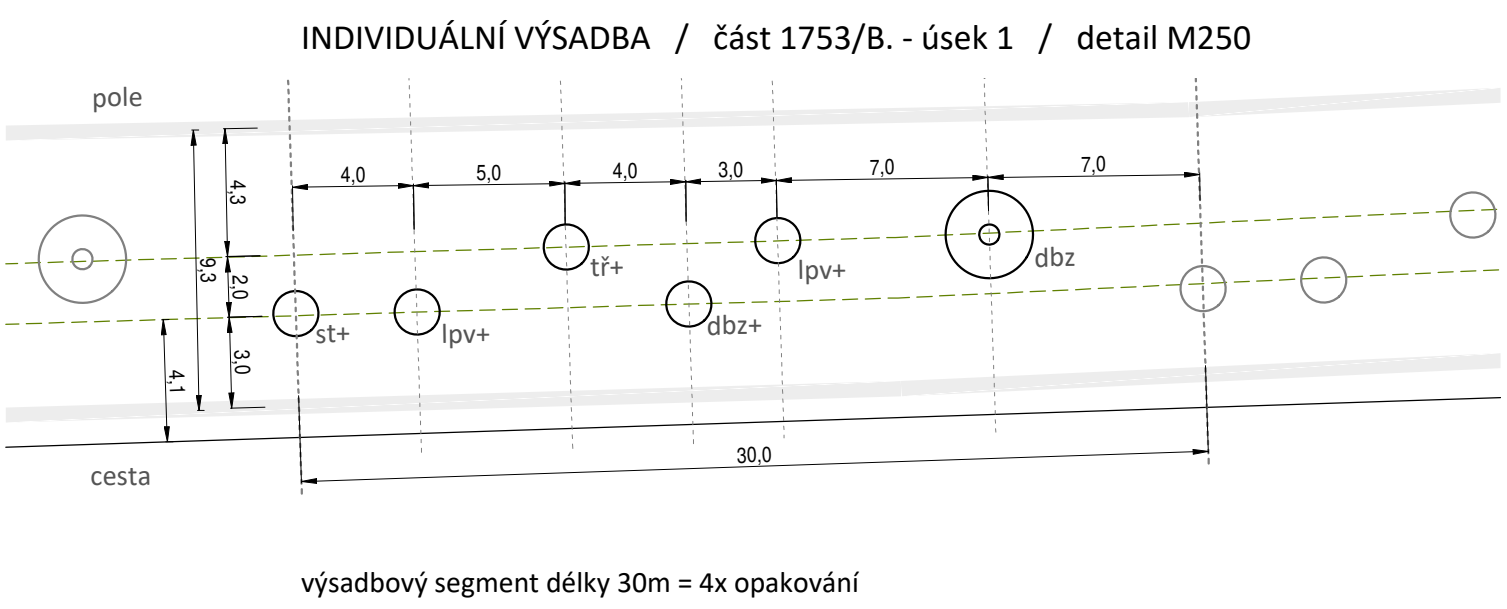 INDIVIDUÁLNÍ VÝSADBA / část 1753/B. - úsek 1 / detail M250
pole
4,0 5,0 4,0 3,0 7,0 7,0
4,3
9,3
2,0
3,0
4,1
tř+
lpv+
dbz
st+
lpv+
dbz+
30,0
cesta
výsadbový segment délky 30m = 4x opakování